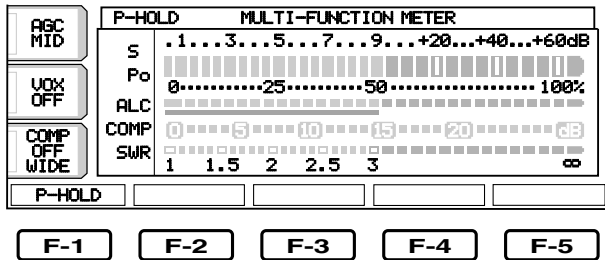 AGC
MID
VOX
OFF
COMP
OFF
WIDE
P-HOLD MULTI-FUNCTION METER
S .1...3...5...7...9...+20...+40...+60dB
Po 0··········25··········50················· 100%
ALC
COMP 0 5 10 15 20 dB
SWR 1 1.5 2 2.5 3 ∞
P-HOLD
F-1 F-2 F-3 F-4 F-5